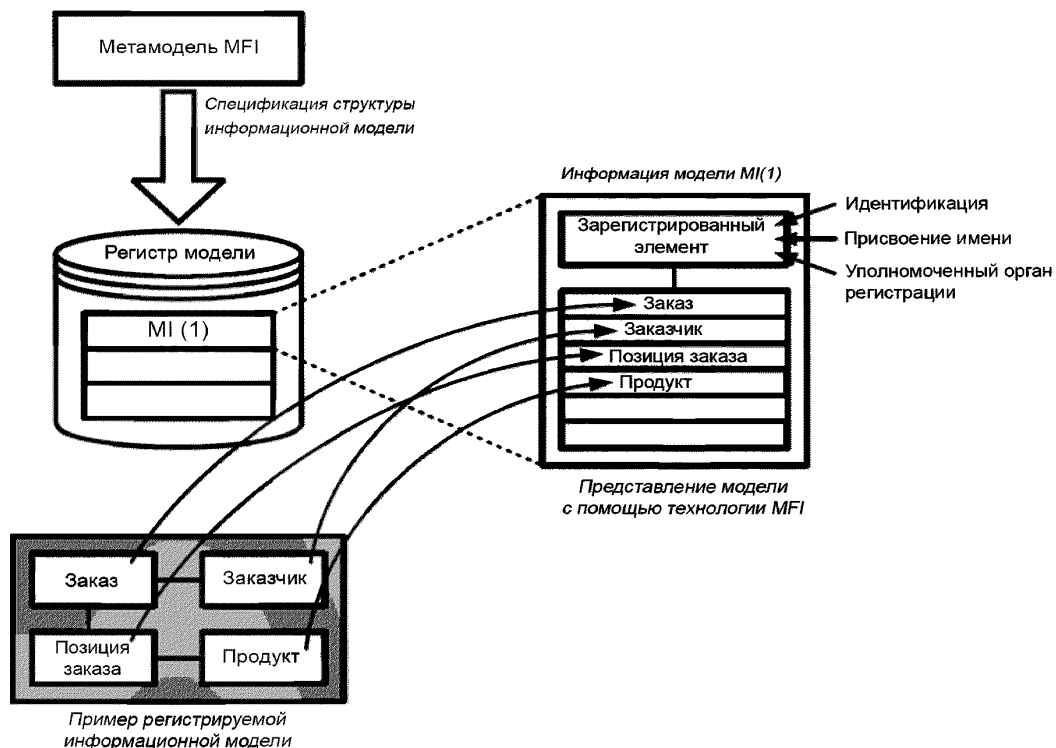 Метамодель MFI
Спецификация структуры
информационной модели
Регистр модели
MI (1)
Информация модели MI(1)
Зарегистрированный
элемент
Идентификация
Присвоение имени
Уполномоченный орган
регистрации
Заказ
Заказчик
Позиция заказа
Продукт
Представление модели
с помощью технологии MFI
Заказ
Заказчик
Позиция
заказа
Продукт
Пример регистрируемой
информационной модели